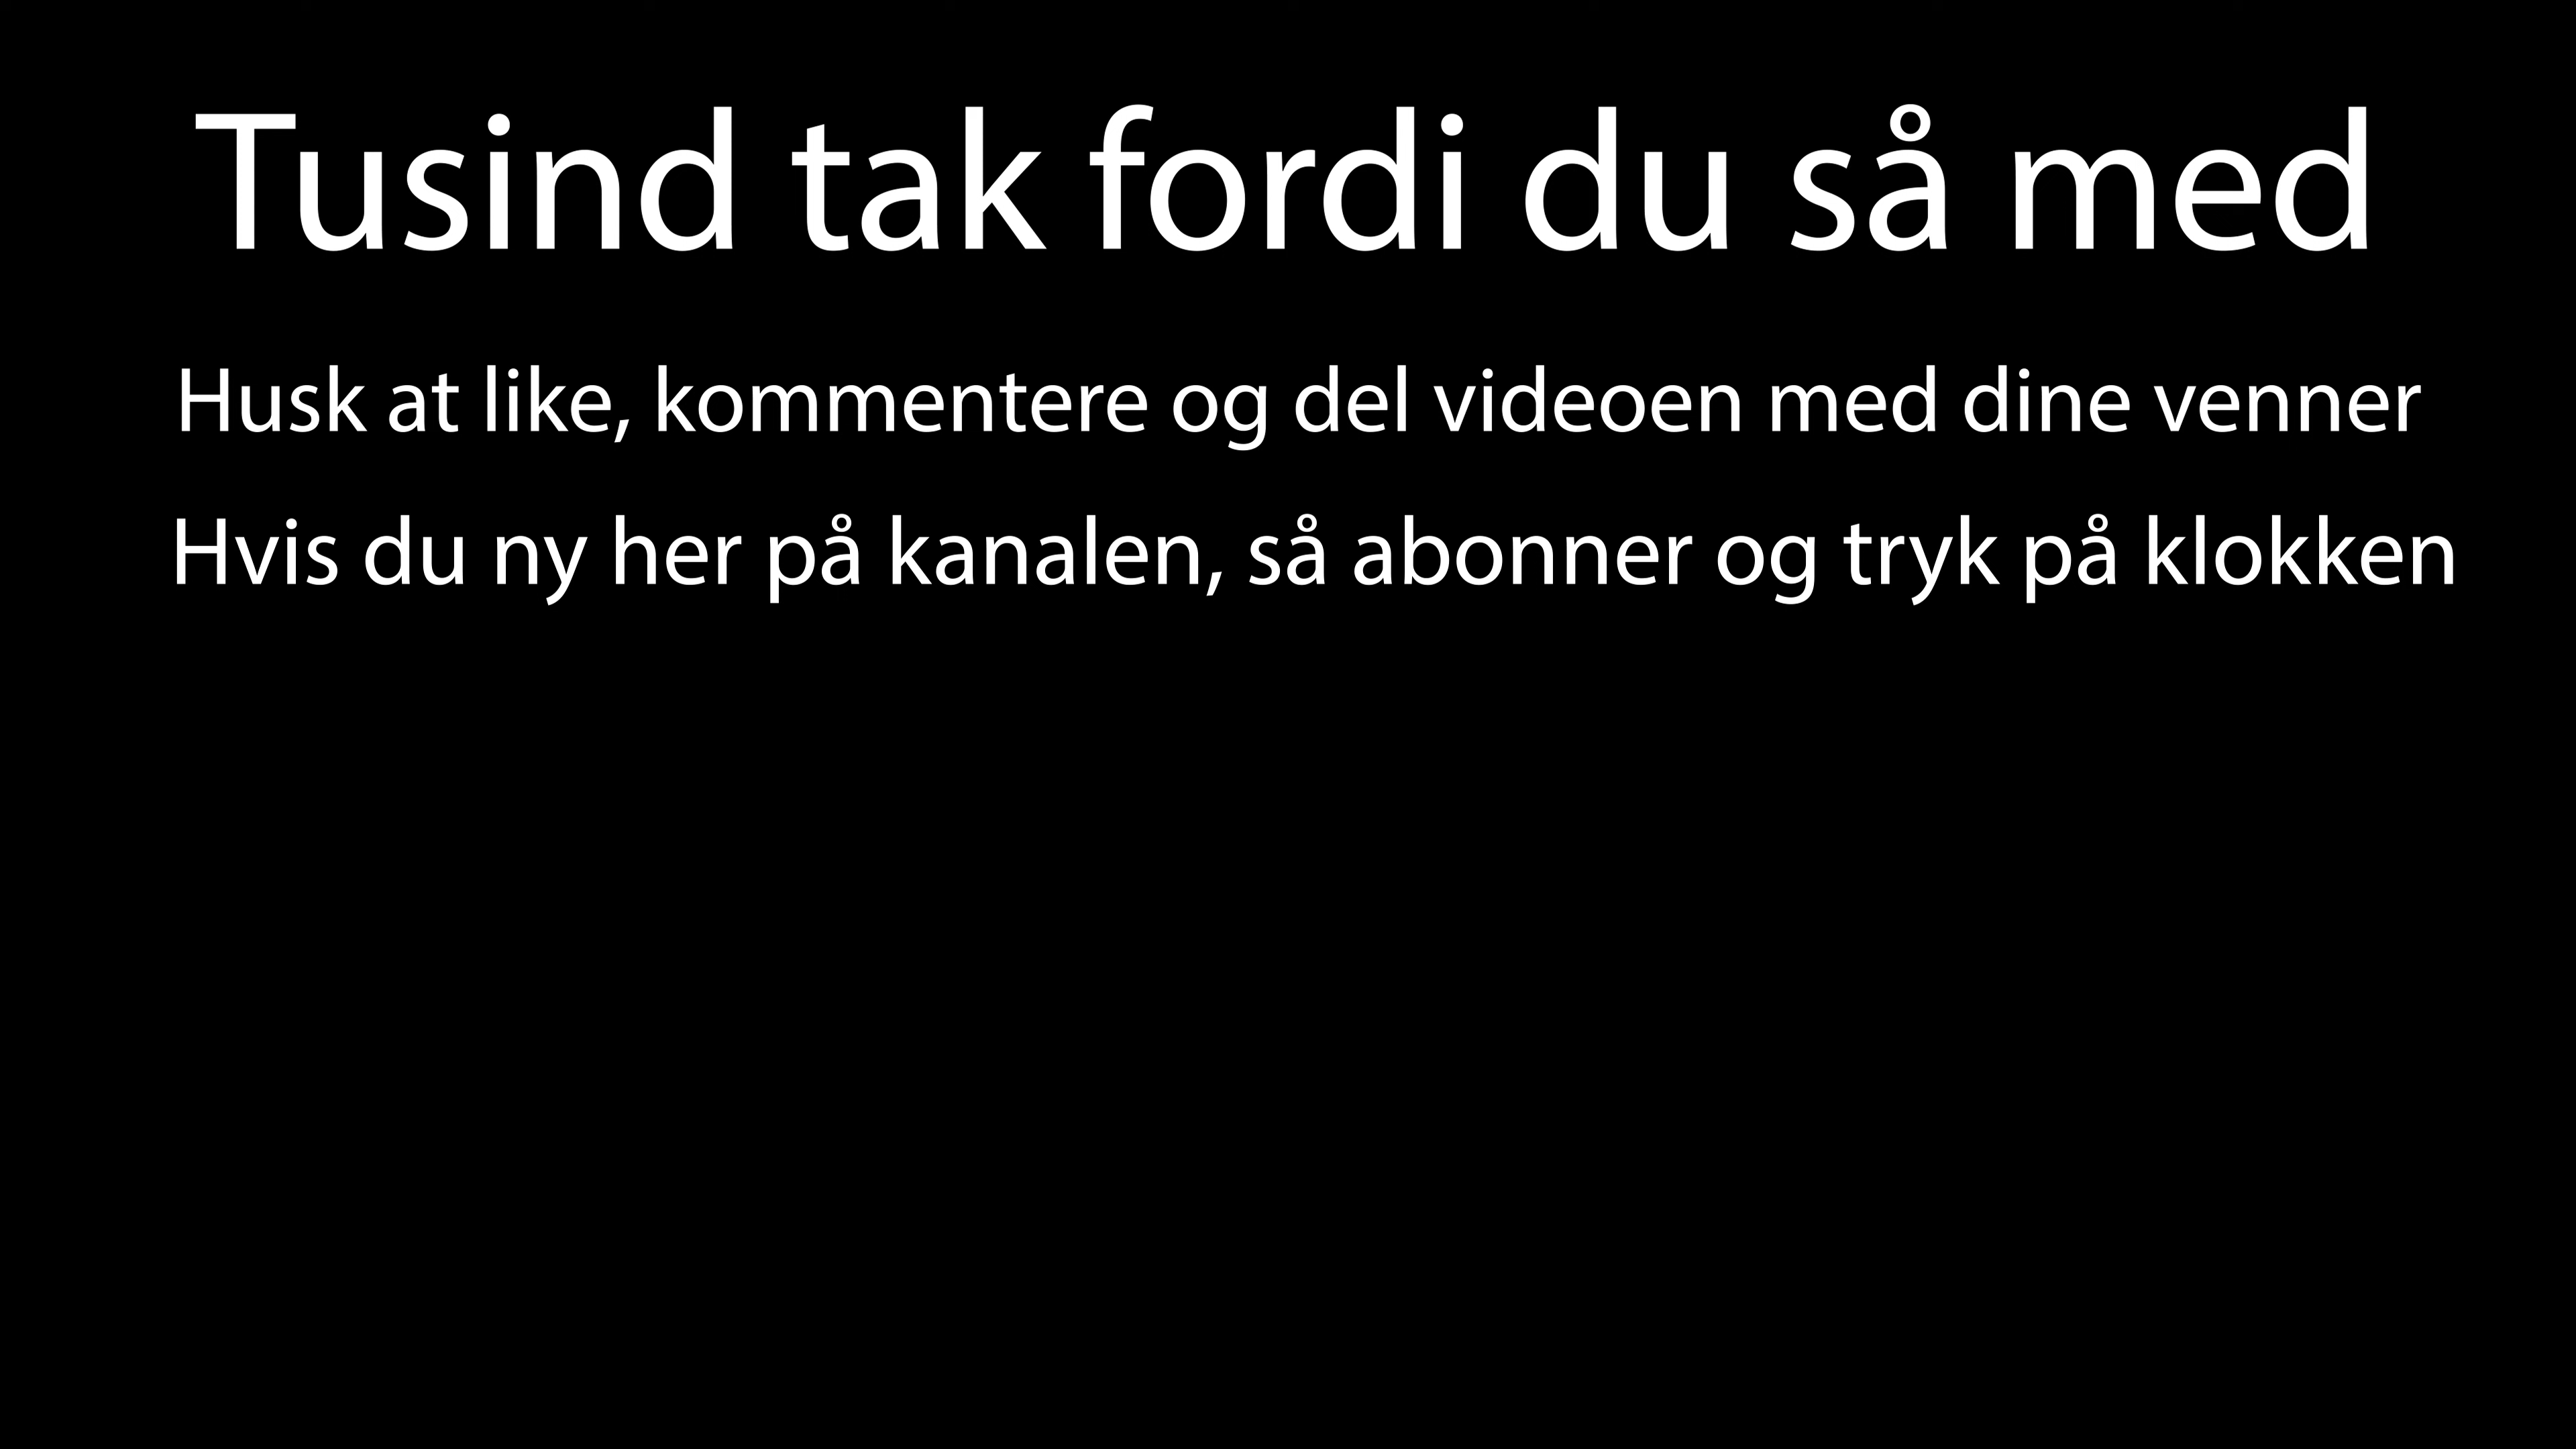 Tusind tak fordi du så med
Husk at like, kommentere og del videoen med dine venner
Hvis du ny her på kanalen, så abonner og tryk på klokken